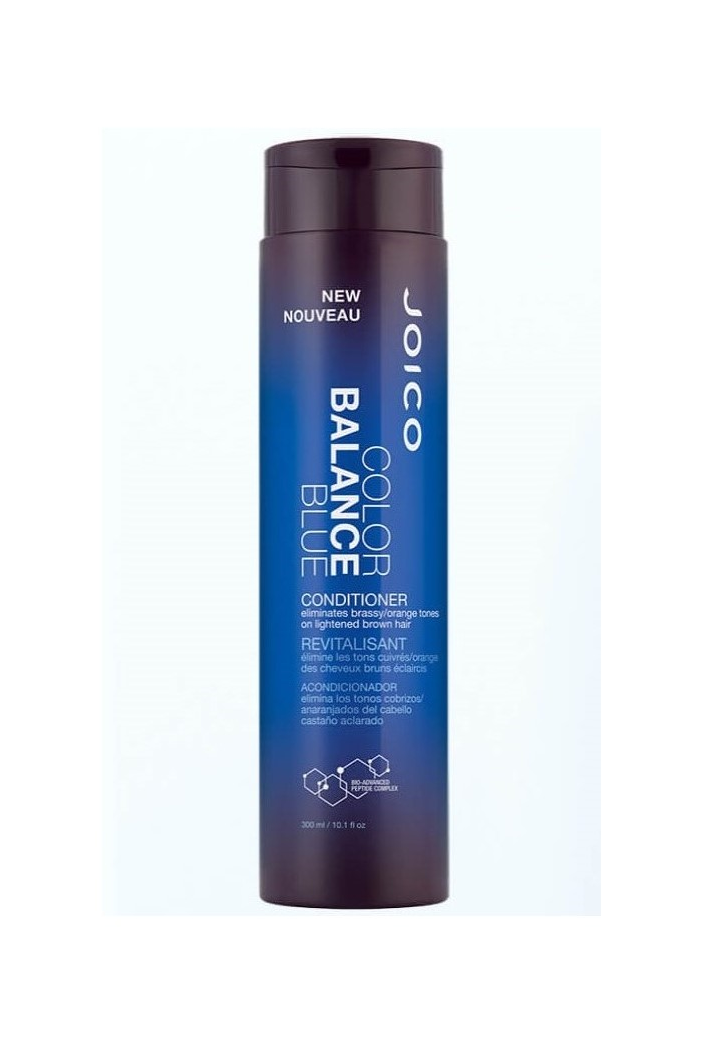 NEW
NOUVEAU
JOICO
COLOR
BALANCE
BLUE
CONDITIONER
eliminates brassy/orange tones
on lightened brown hair
REVITALISANT
élimine les tons cuivrés/orange
des cheveux bruns éclaircis
ACONDICIONADOR
elimina los tonos cobrizos/
anaranjados del cabello
castaño aclarado
BIO-ADVANCED
PEPTIDE COMPLEX
300 ml / 10.1 fl oz